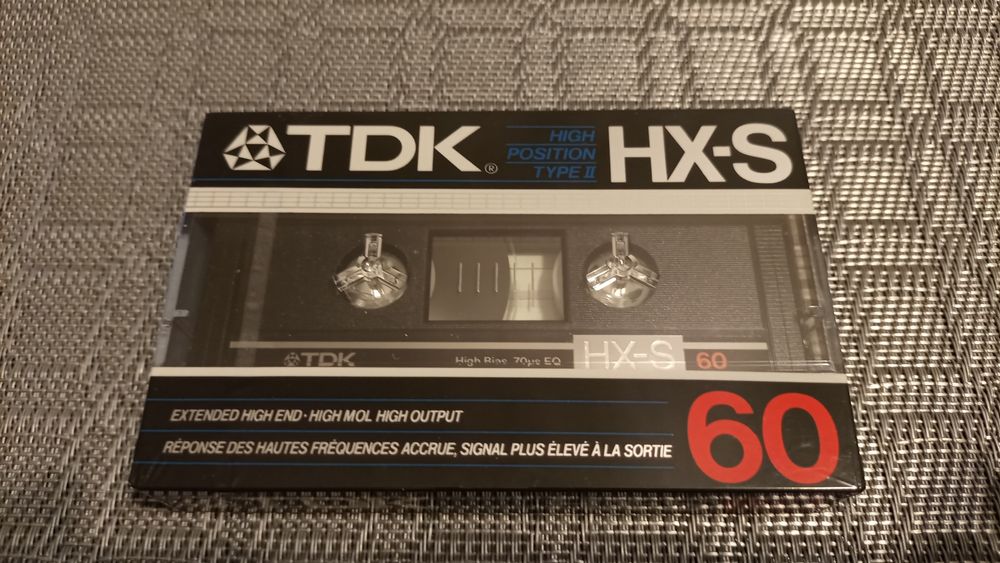 TDK®
HIGH
POSITION
TYPE II
HX-S
TDK
High Bias 70μs EQ
HX-S
60
EXTENDED HIGH END·HIGH MOL HIGH OUTPUT
RÉPONSE DES HAUTES FRÉQUENCES ACCRUE, SIGNAL PLUS ÉLEVÉ À LA SORTIE
60